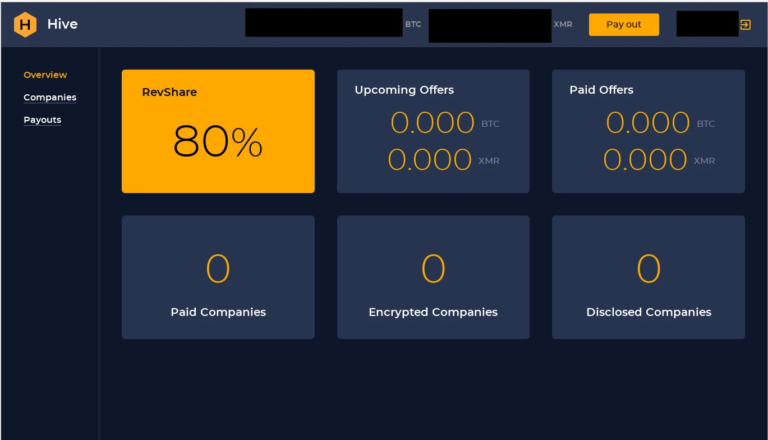 H Hive BTC XMR Pay out
Overview
Companies
Payouts
RevShare
80%
Upcoming Offers
0.000 BTC
0.000 XMR
Paid Offers
0.000 BTC
0.000 XMR
0
Paid Companies
0
Encrypted Companies
0
Disclosed Companies